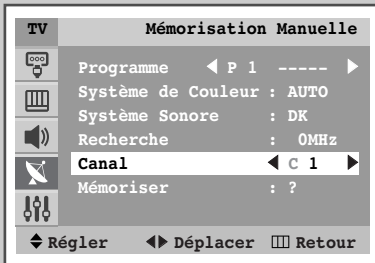 TV Mémorisation Manuelle
Programme ◀ P 1 ----- ▶
Système de Couleur : AUTO
Système Sonore : DK
Recherche : 0MHz
Canal ◀ C 1 ▶
Mémoriser : ?
Régler Déplacer Retour